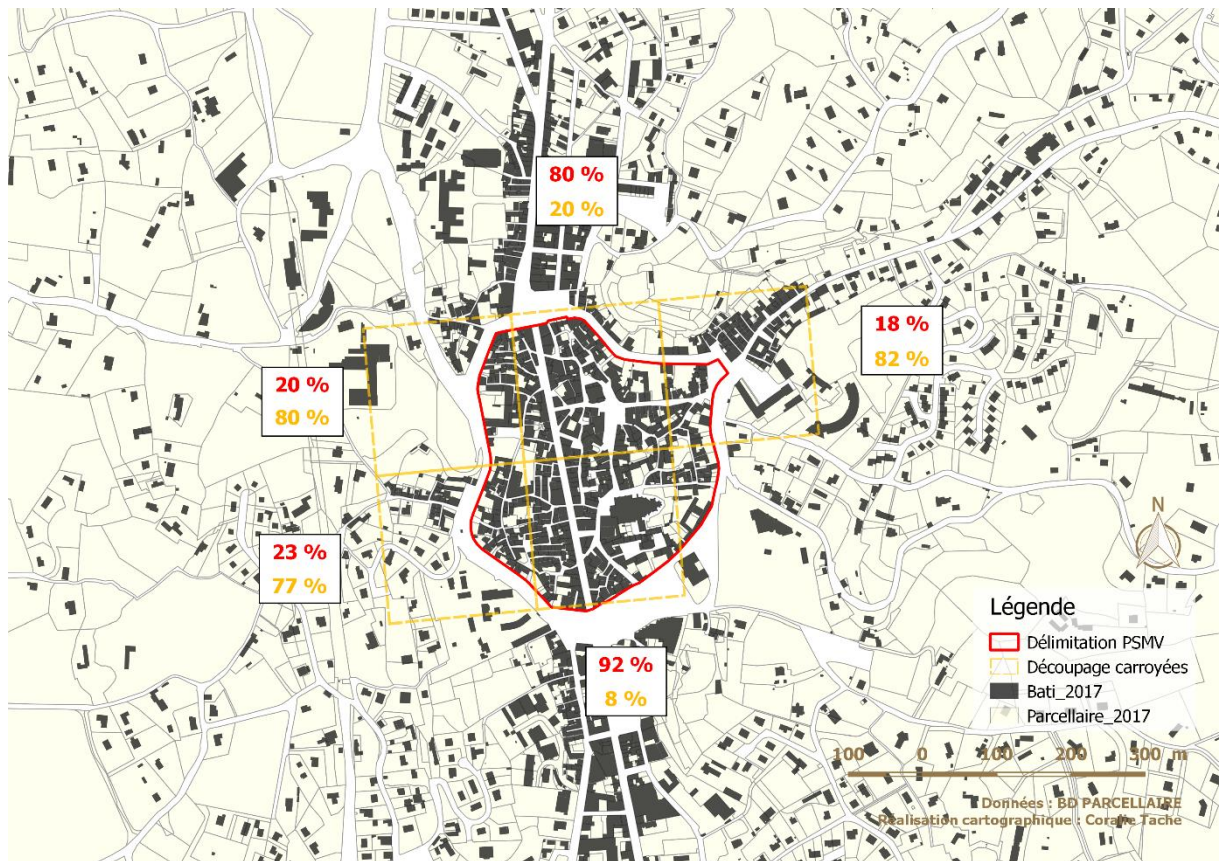 80 %
20 %
18 %
82 %
20 %
80 %
23 %
77 %
92 %
8 %
N
Légende
Délimitation PSMV
Découpage carroyées
Bati_2017
Parcellaire_2017
100 0 100 200 300 m
Données : BD PARCELLAIRE
Réalisation cartographique : Coralie Tache